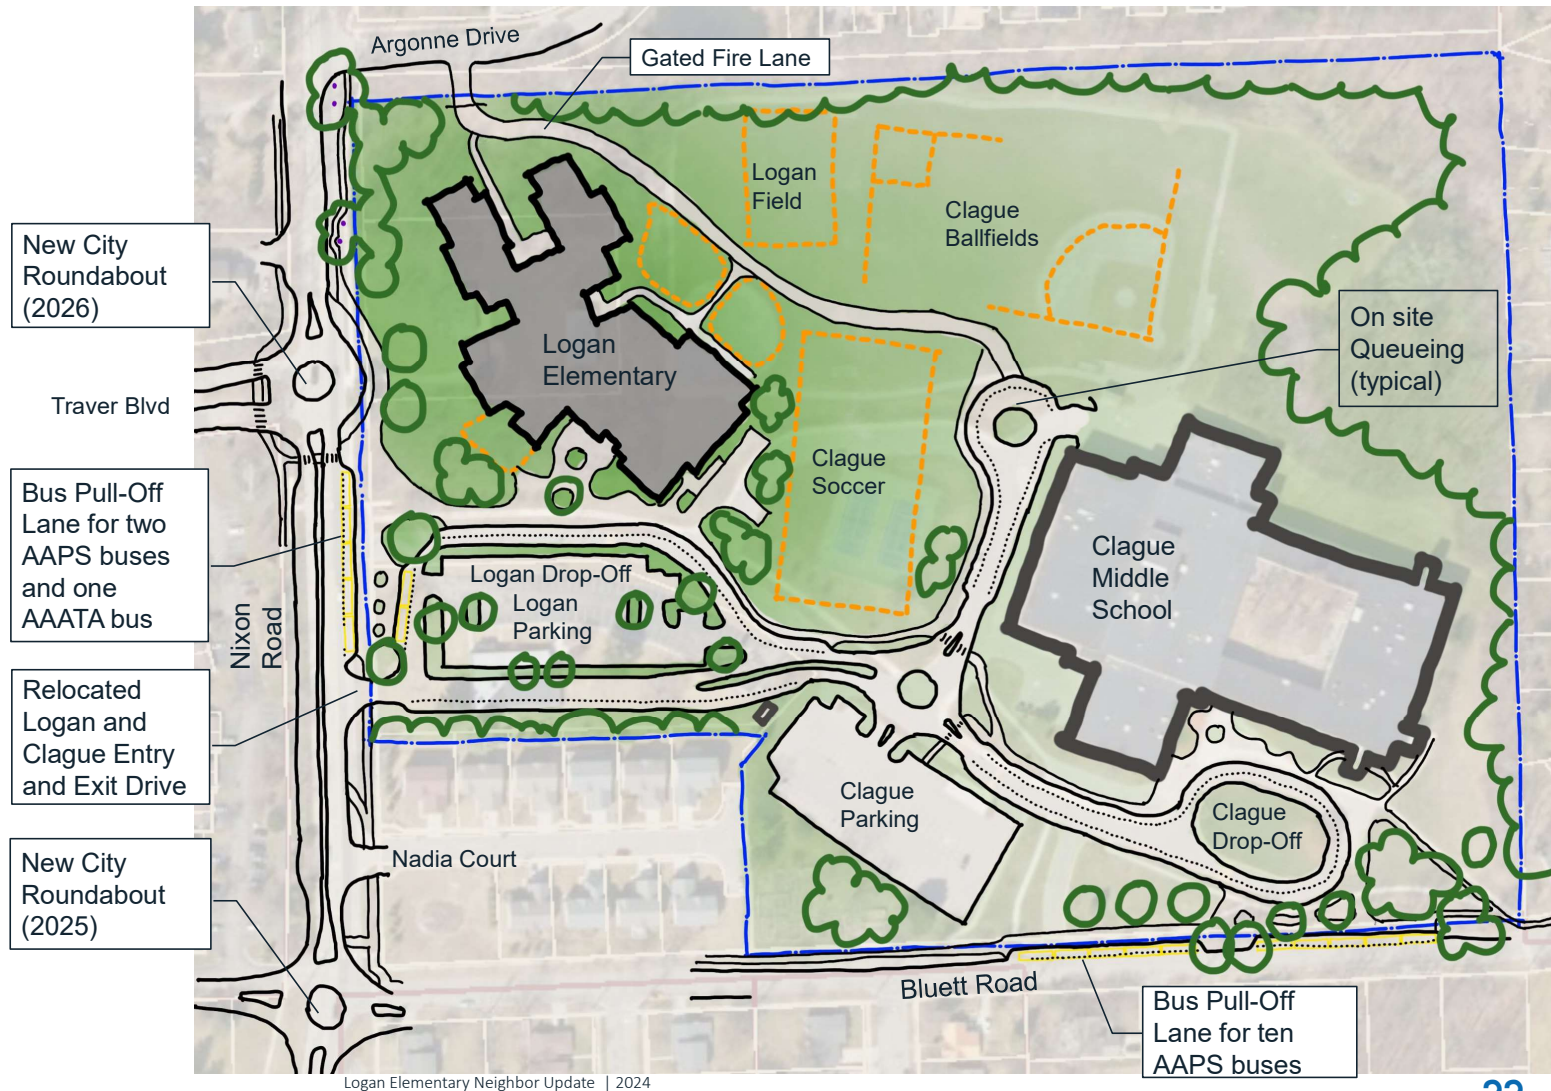 Argonne Drive
Gated Fire Lane
Logan
Field
Clague
Ballfields
New City
Roundabout
(2026)
On site
Queueing
(typical)
Logan
Elementary
Traver Blvd
Clague
Soccer
Bus Pull-Off
Lane for two
AAPS buses
and one
AAATA bus
Clague
Middle
School
Logan Drop-Off
Logan
Parking
Nixon
Road
Relocated
Logan and
Clague Entry
and Exit Drive
Clague
Parking
Clague
Drop-Off
New City
Roundabout
(2025)
Nadia Court
Bluett Road
Bus Pull-Off
Lane for ten
AAPS buses
Logan Elementary Neighbor Update | 2024